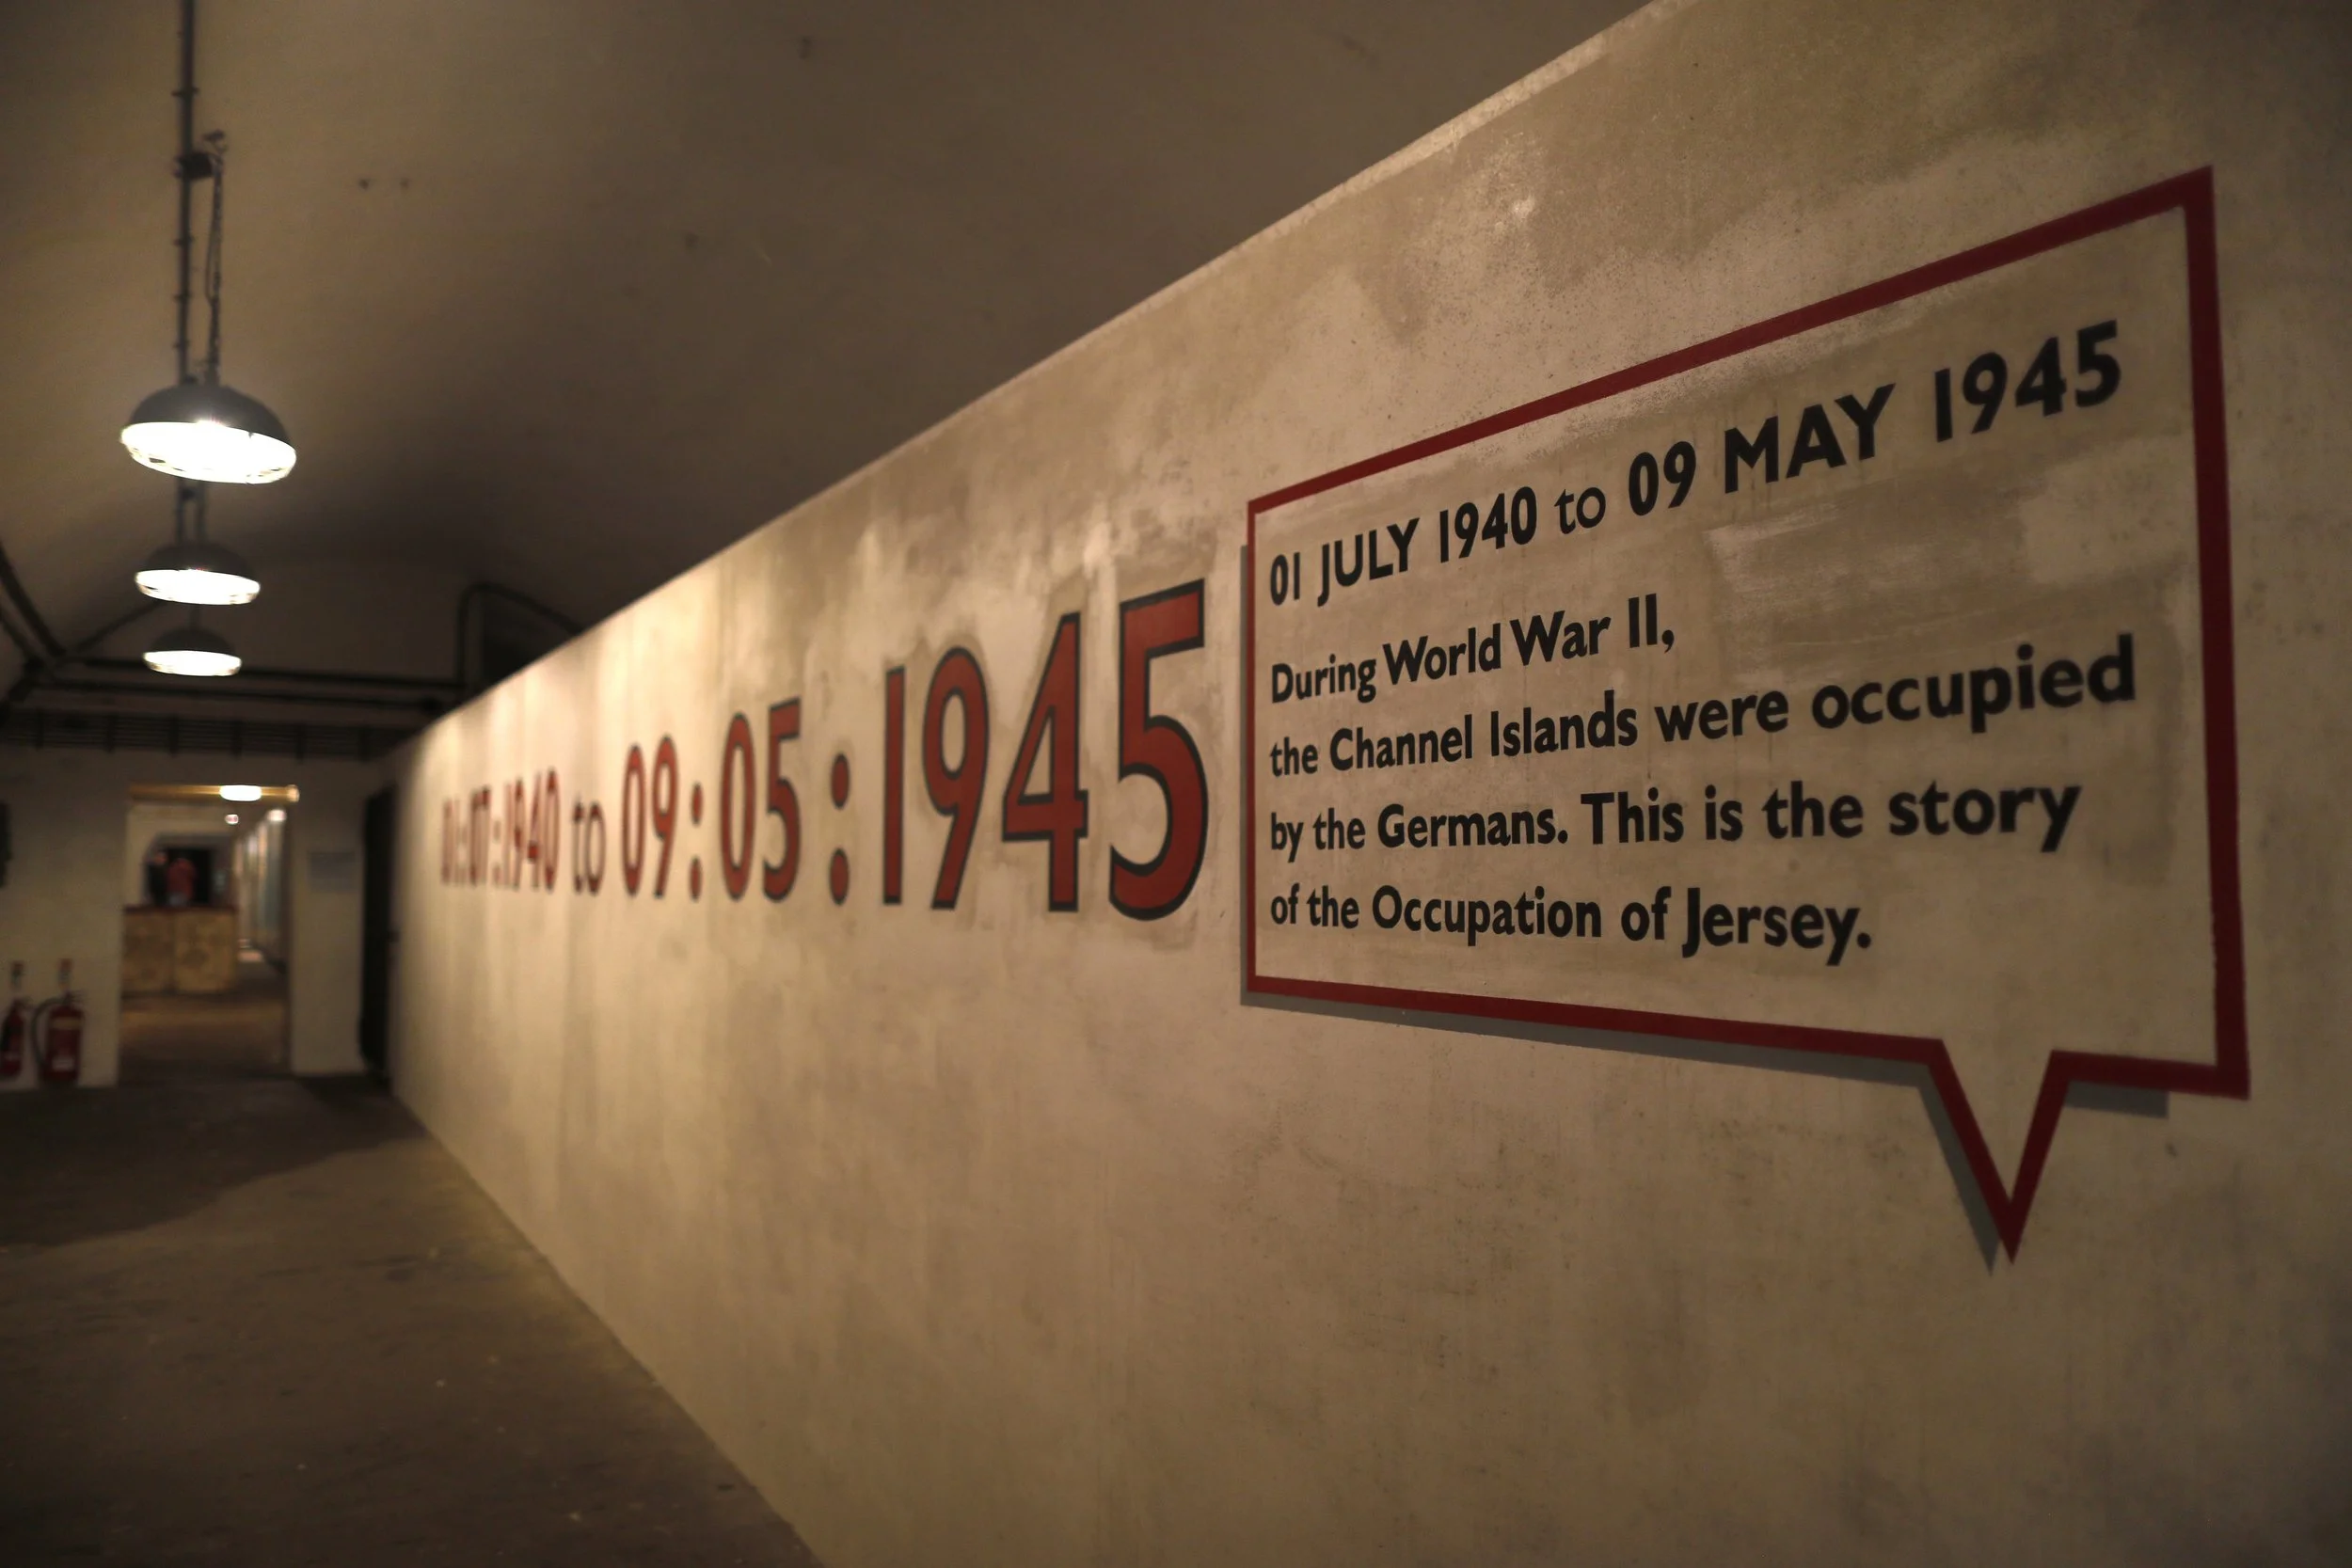 01:07:1940 to 09:05:1945
01 JULY 1940 to 09 MAY 1945
During World War II,
the Channel Islands were occupied
by the Germans. This is the story
of the Occupation of Jersey.